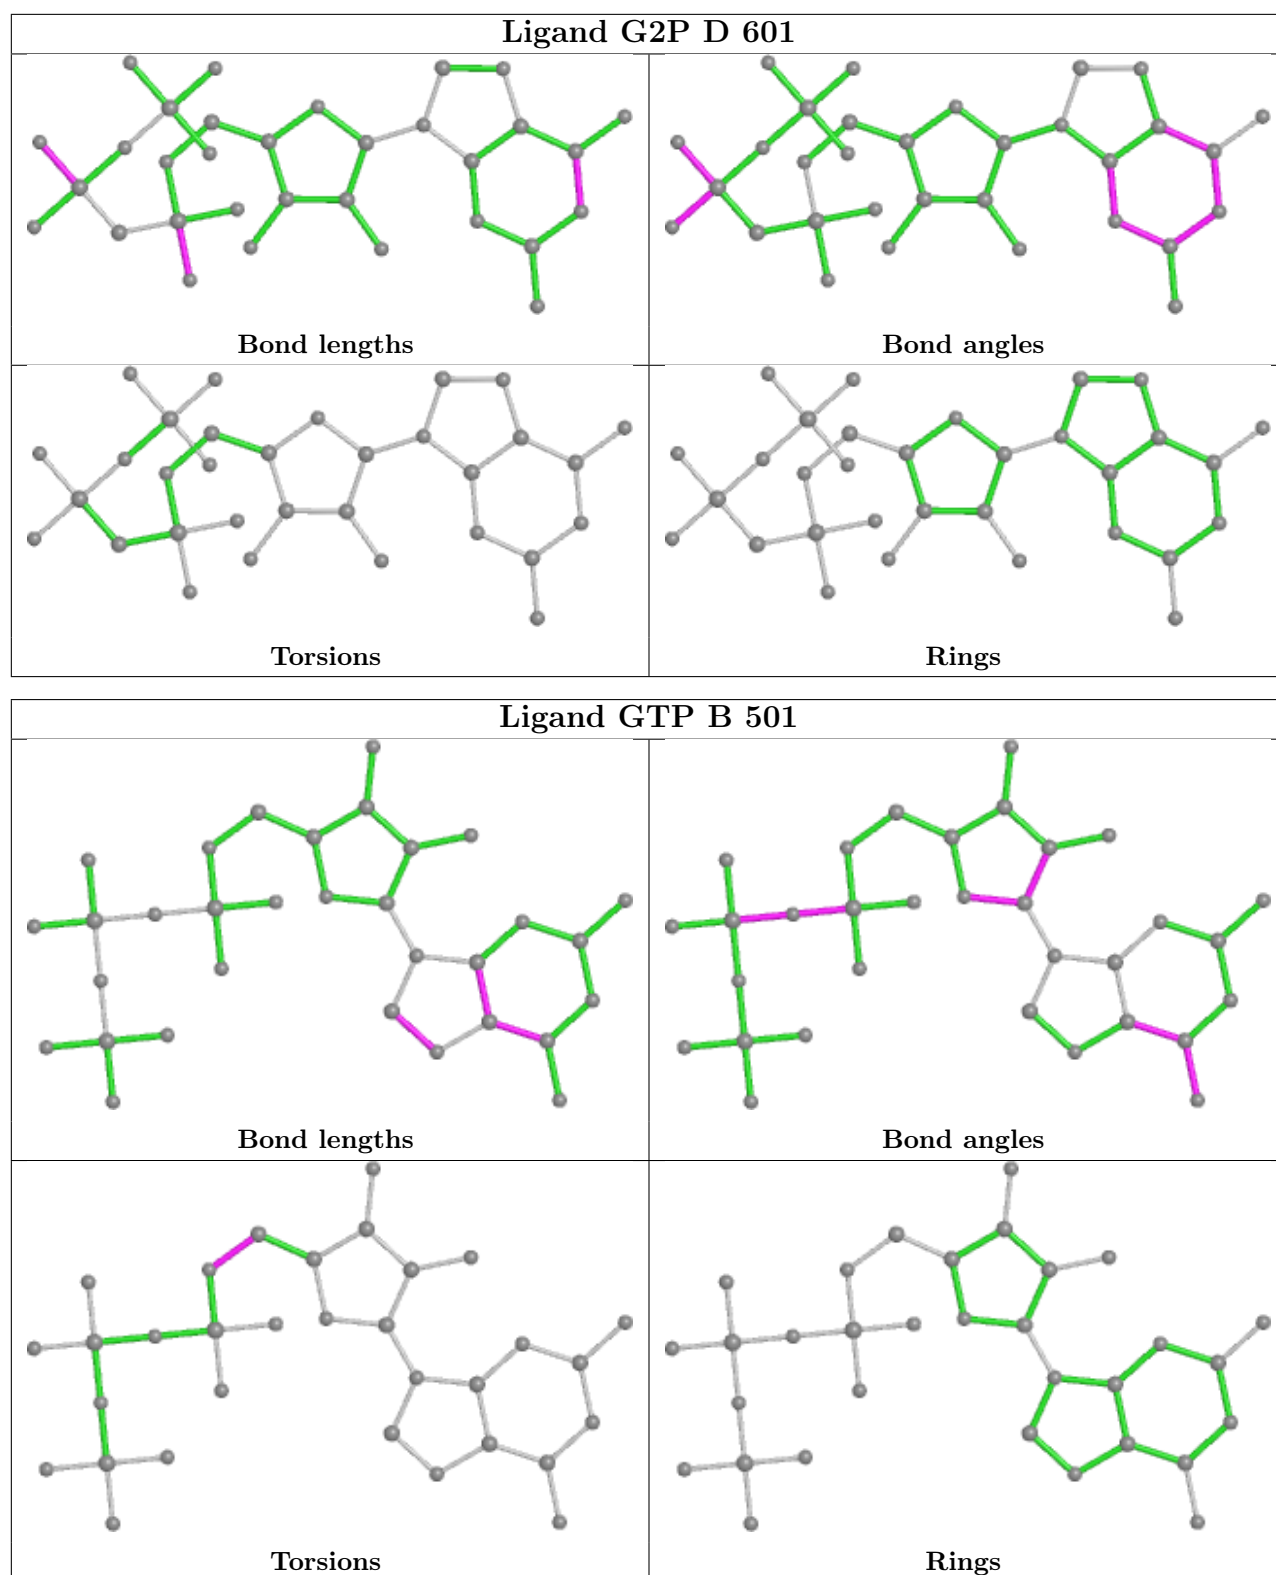 Ligand G2P D 601
Bond lengths
Bond angles
Torsions
Rings
Ligand GTP B 501
Bond lengths
Bond angles
Torsions
Rings